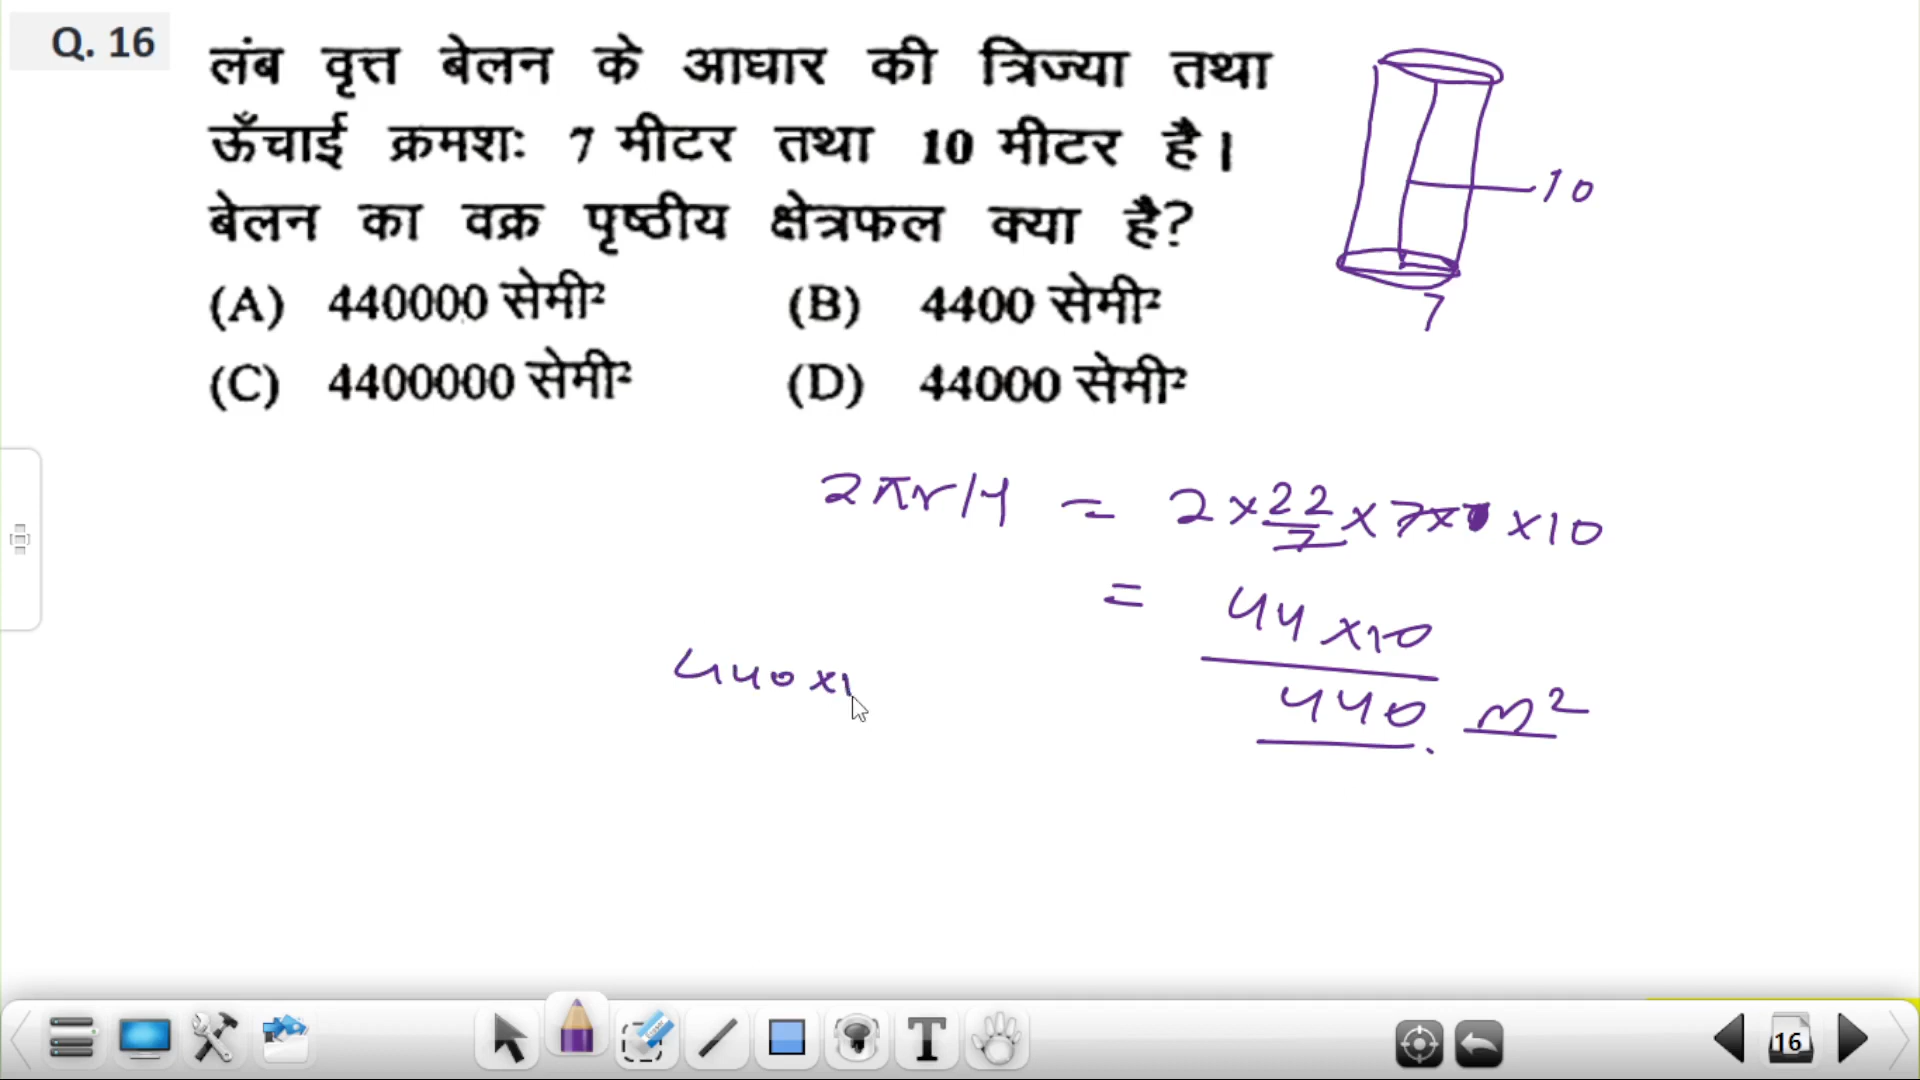 Q. 16
लंब वृत्त बेलन के आधार की त्रिज्या तथा
ऊँचाई क्रमशः 7 मीटर तथा 10 मीटर है।
बेलन का वक्र पृष्ठीय क्षेत्रफल क्या है?
(A) 440000 सेमी² (B) 4400 सेमी²
(C) 4400000 सेमी² (D) 44000 सेमी²
10
7
2πrH = 2 × 22/7 × 7 × 10
= 44 × 10
440 m²
440 × 1
T
16